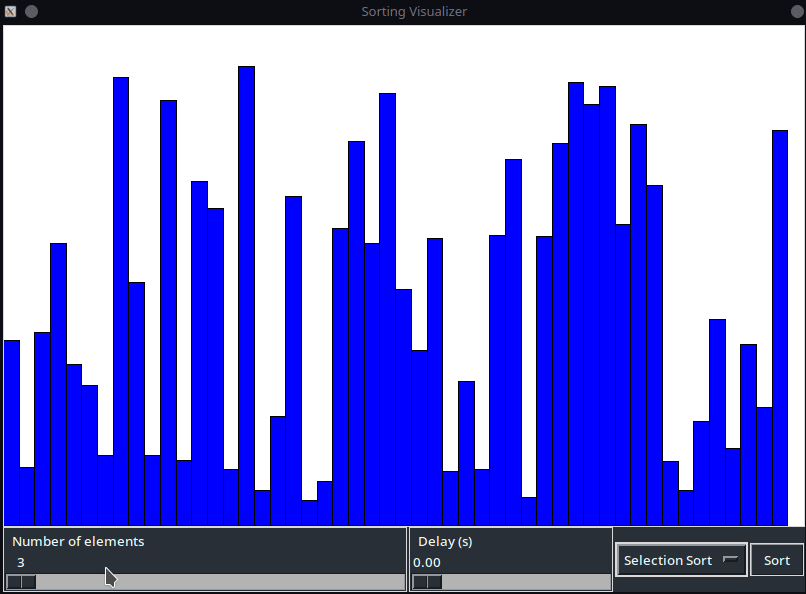 Sorting Visualizer
Number of elements
3
Delay (s)
0.00
Selection Sort
Sort